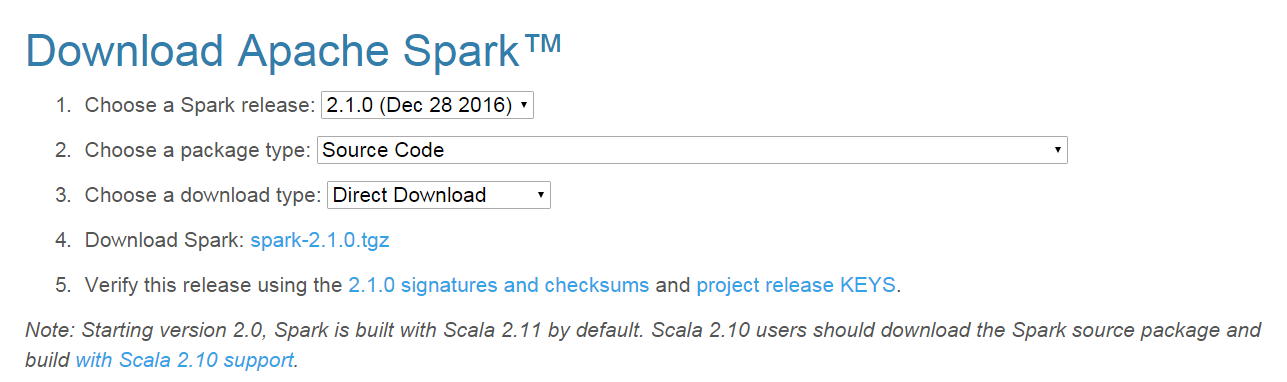 Download Apache Spark™
1. Choose a Spark release: 2.1.0 (Dec 28 2016)
2. Choose a package type: Source Code
3. Choose a download type: Direct Download
4. Download Spark: spark-2.1.0.tgz
5. Verify this release using the 2.1.0 signatures and checksums and project release KEYS.
Note: Starting version 2.0, Spark is built with Scala 2.11 by default. Scala 2.10 users should download the Spark source package and
build with Scala 2.10 support.